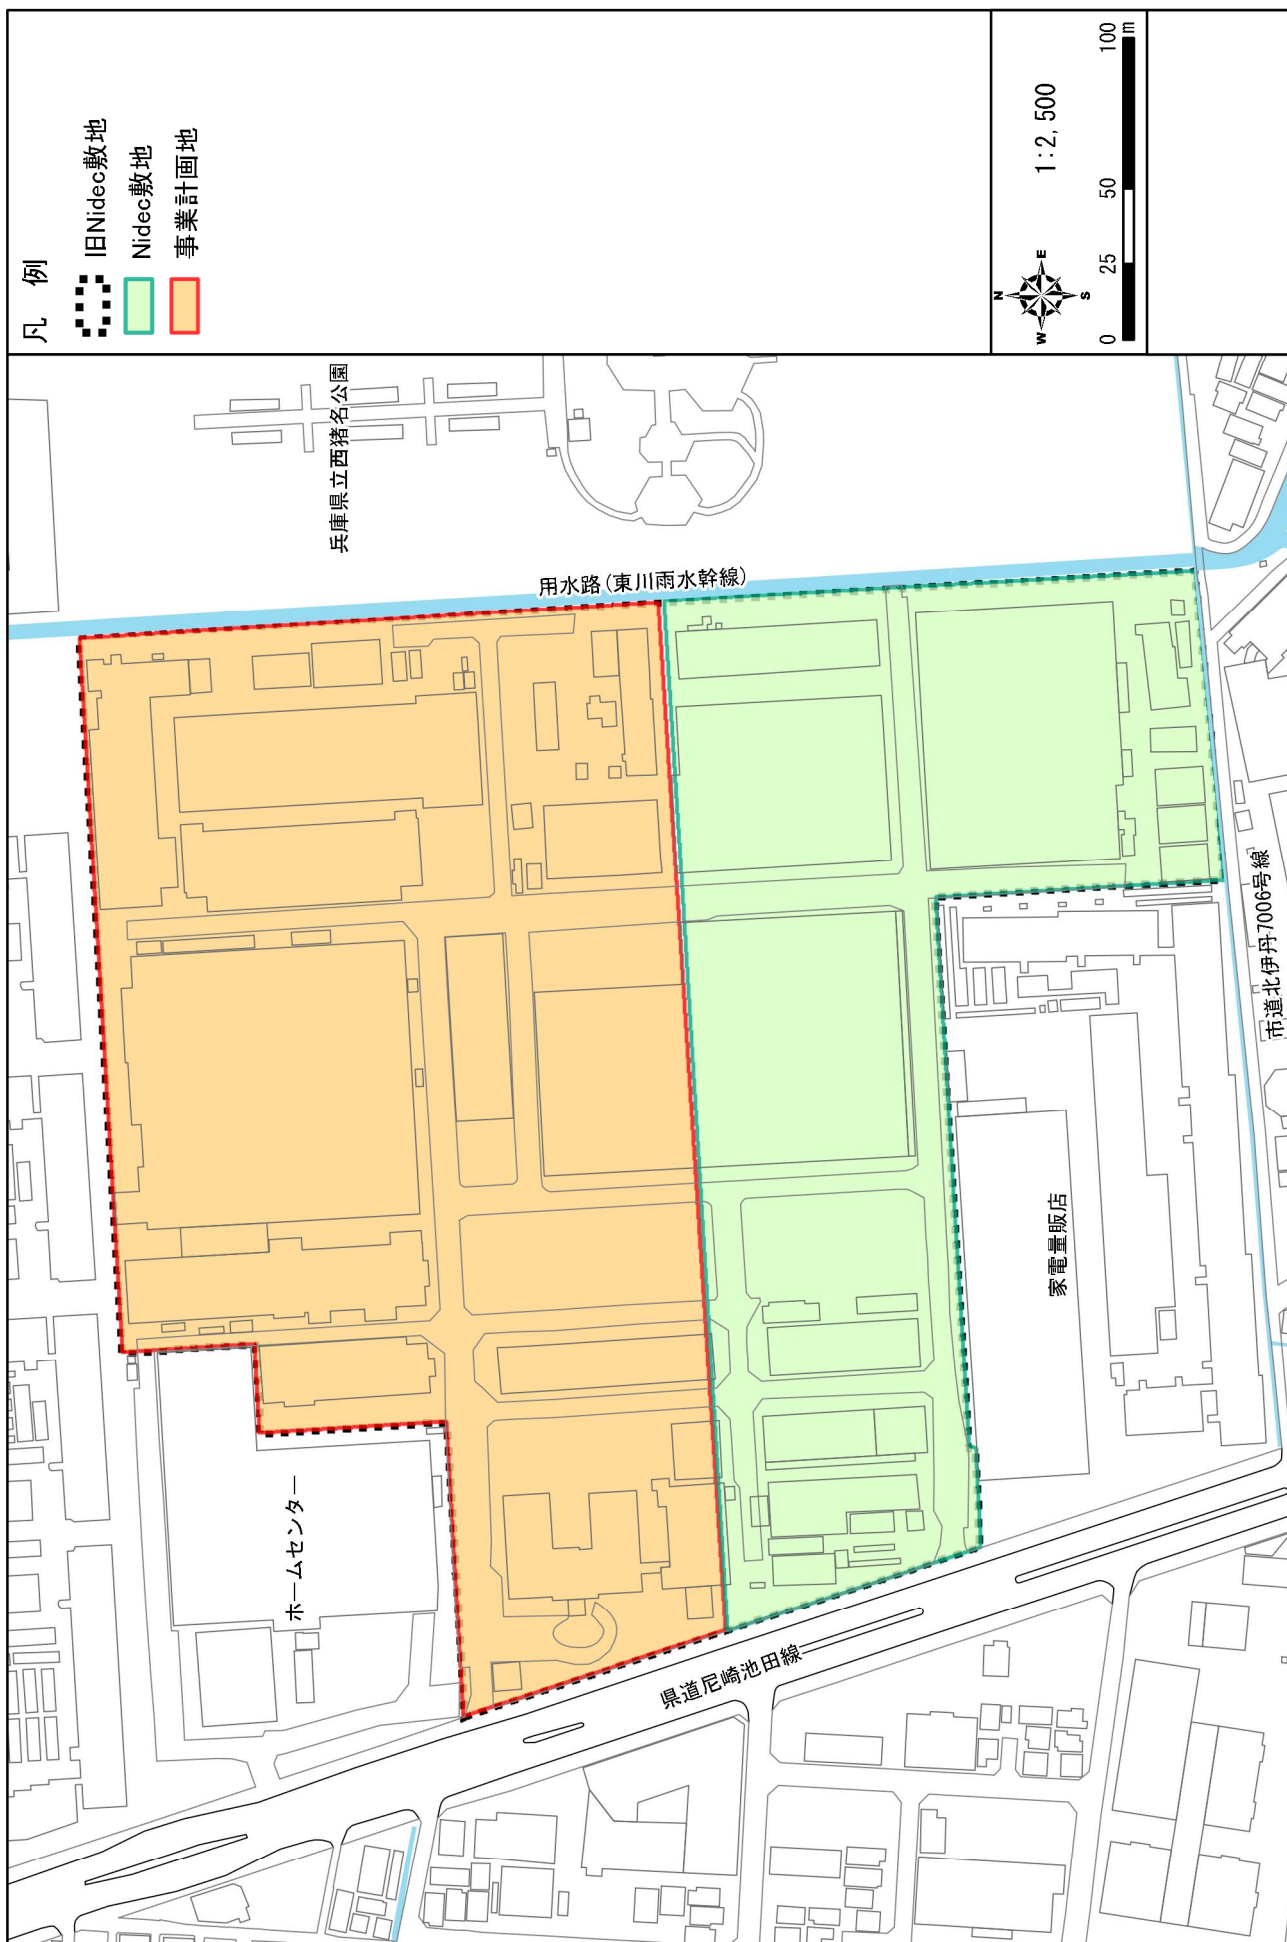 凡　例
旧Nidec敷地
Nidec敷地
事業計画地
N
W
E
S
1:2,500
0
25
50
100
m
兵庫県立西猪名公園
用水路(東川雨水幹線)
ホームセンター
家電量販店
県道尼崎池田線
市道北伊丹7006号線